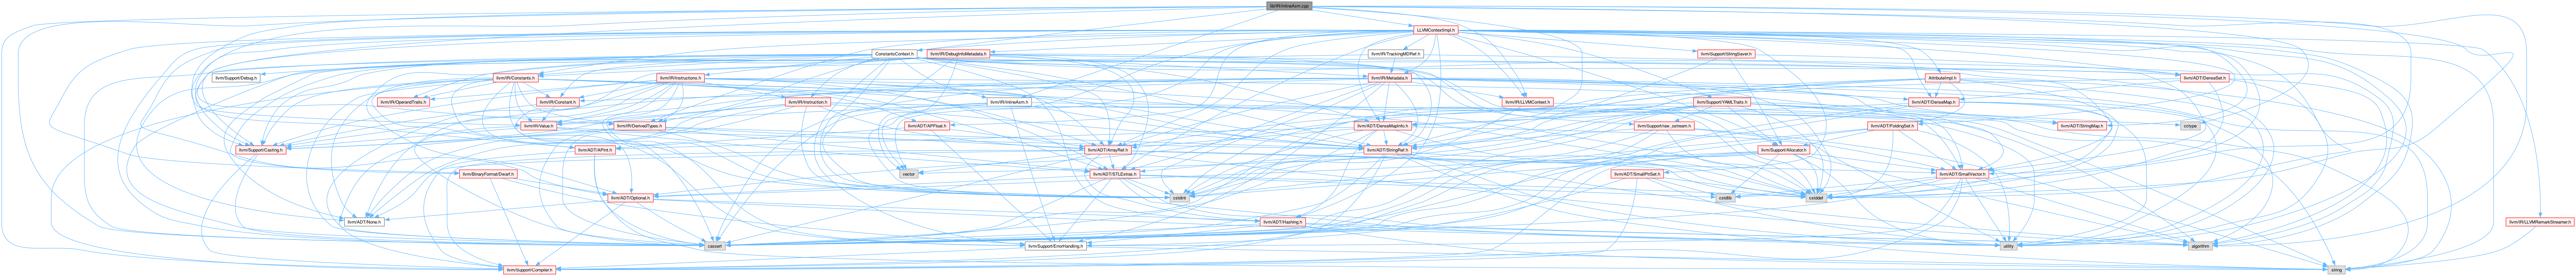 lib/IR/InlineAsm.cpp
LLVMContextImpl.h
ConstantsContext.h
llvm/IR/DebugInfoMetadata.h
llvm/IR/TrackingMDRef.h
llvm/Support/StringSaver.h
llvm/Support/Debug.h
llvm/IR/Constants.h
llvm/IR/Instructions.h
llvm/IR/Metadata.h
AttributeImpl.h
llvm/ADT/DenseSet.h
llvm/IR/OperandTraits.h
llvm/IR/Constant.h
llvm/IR/Instruction.h
llvm/IR/InlineAsm.h
llvm/IR/LLVMContext.h
llvm/Support/YAMLTraits.h
llvm/ADT/DenseMap.h
llvm/IR/Value.h
llvm/IR/DerivedTypes.h
llvm/ADT/APFloat.h
llvm/ADT/DenseMapInfo.h
llvm/Support/raw_ostream.h
llvm/ADT/FoldingSet.h
llvm/ADT/StringMap.h
cctype
llvm/Support/Casting.h
llvm/ADT/APInt.h
llvm/ADT/ArrayRef.h
llvm/ADT/StringRef.h
llvm/Support/Allocator.h
llvm/BinaryFormat/Dwarf.h
vector
llvm/ADT/STLExtras.h
llvm/ADT/SmallPtrSet.h
llvm/ADT/SmallVector.h
llvm/ADT/Optional.h
cstdint
cstdlib
cstddef
llvm/ADT/None.h
llvm/ADT/Hashing.h
llvm/IR/LLVMRemarkStreamer.h
cassert
llvm/Support/ErrorHandling.h
utility
algorithm
llvm/Support/Compiler.h
string